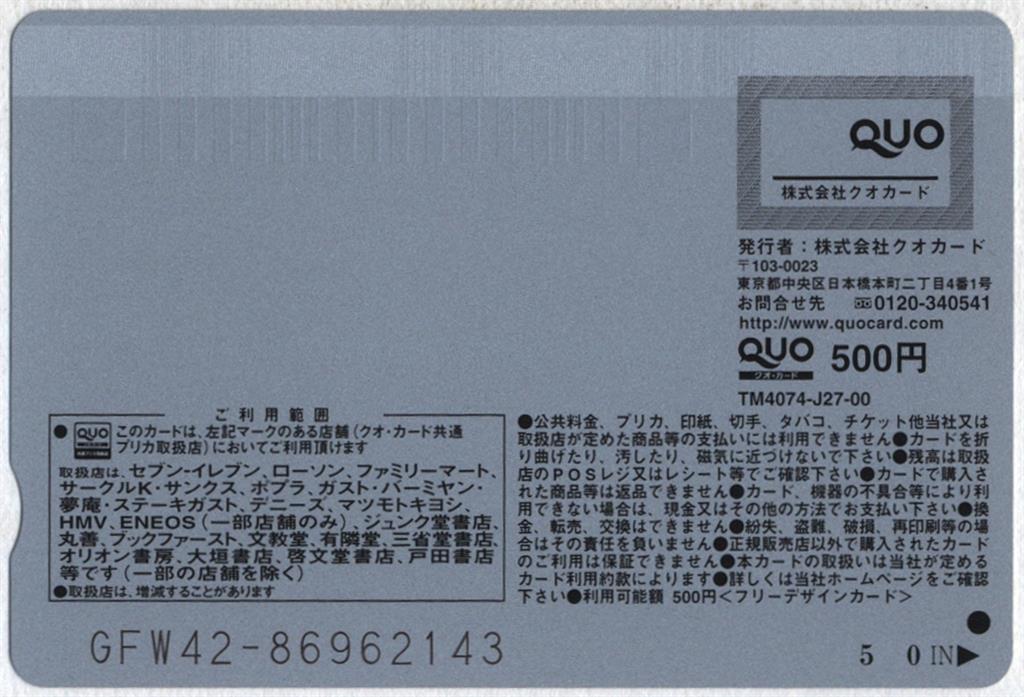 QUO
株式会社クオカード
発行者：株式会社クオカード
〒103-0023
東京都中央区日本橋本町二丁目4番1号
お問合せ先 0120-340541
http://www.quocard.com
QUO 500円
クオ・カード
TM4074-J27-00
ご利用範囲
●QUO このカードは、左記マークのある店舗（クオ・カード共通
プリカ取扱店）においてご利用頂けます
取扱店は、セブン-イレブン、ローソン、ファミリーマート、
サークルK・サンクス、ポプラ、ガスト・バーミヤン・
夢庵・ステーキガスト、デニーズ、マツモトキヨシ、
HMV、ENEOS（一部店舗のみ）、ジュンク堂書店、
丸善、ブックファースト、文教堂、有隣堂、三省堂書店、
オリオン書房、大垣書店、啓文堂書店、戸田書店
等です（一部の店舗を除く）
●取扱店は、増減することがあります
●公共料金、プリカ、印紙、切手、タバコ、チケット他当社又は
取扱店が定めた商品等の支払いには利用できません●カードを折
り曲げたり、汚したり、磁気に近づけないで下さい●残高は取扱
店のPOSレジ又はレシート等でご確認下さい●カードで購入さ
れた商品等は返品できません●カード、機器の不具合等により利
用できない場合は、現金又はその他の方法でお支払い下さい●換
金、転売、交換はできません●紛失、盗難、破損、再印刷等の場
合はその責任を負いません●正規販売店以外で購入されたカード
のご利用は保証できません●本カードの取扱いは当社が定める
カード利用約款によります●詳しくは当社ホームページをご確認
下さい●利用可能額 500円＜フリーデザインカード＞
GFW42-86962143
5 0 IN▶